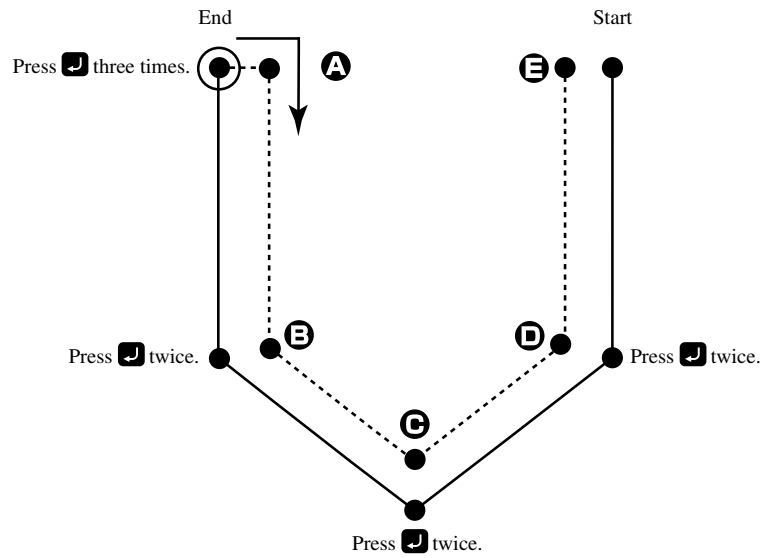 End
Start
Press ↵ three times.
A
E
B
D
Press ↵ twice.
Press ↵ twice.
C
Press ↵ twice.